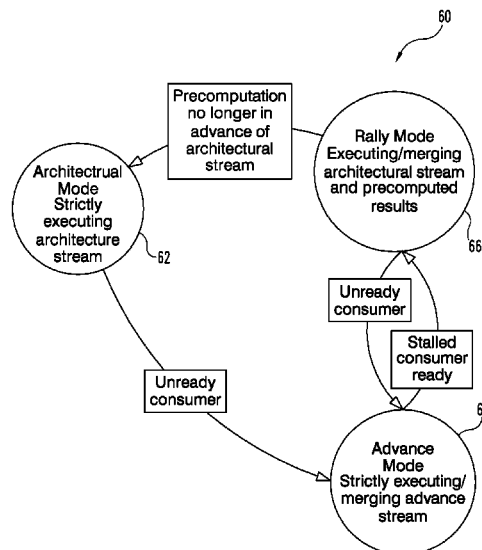 60
Precomputation
no longer in
advance of
architectural
stream
Rally Mode
Executing/merging
architectural stream
and precomputed
results
66
Architectrual
Mode
Strictly
executing
architecture
stream
62
Unready
consumer
Stalled
consumer
ready
Unready
consumer
Advance
Mode
Strictly executing/
merging advance
stream